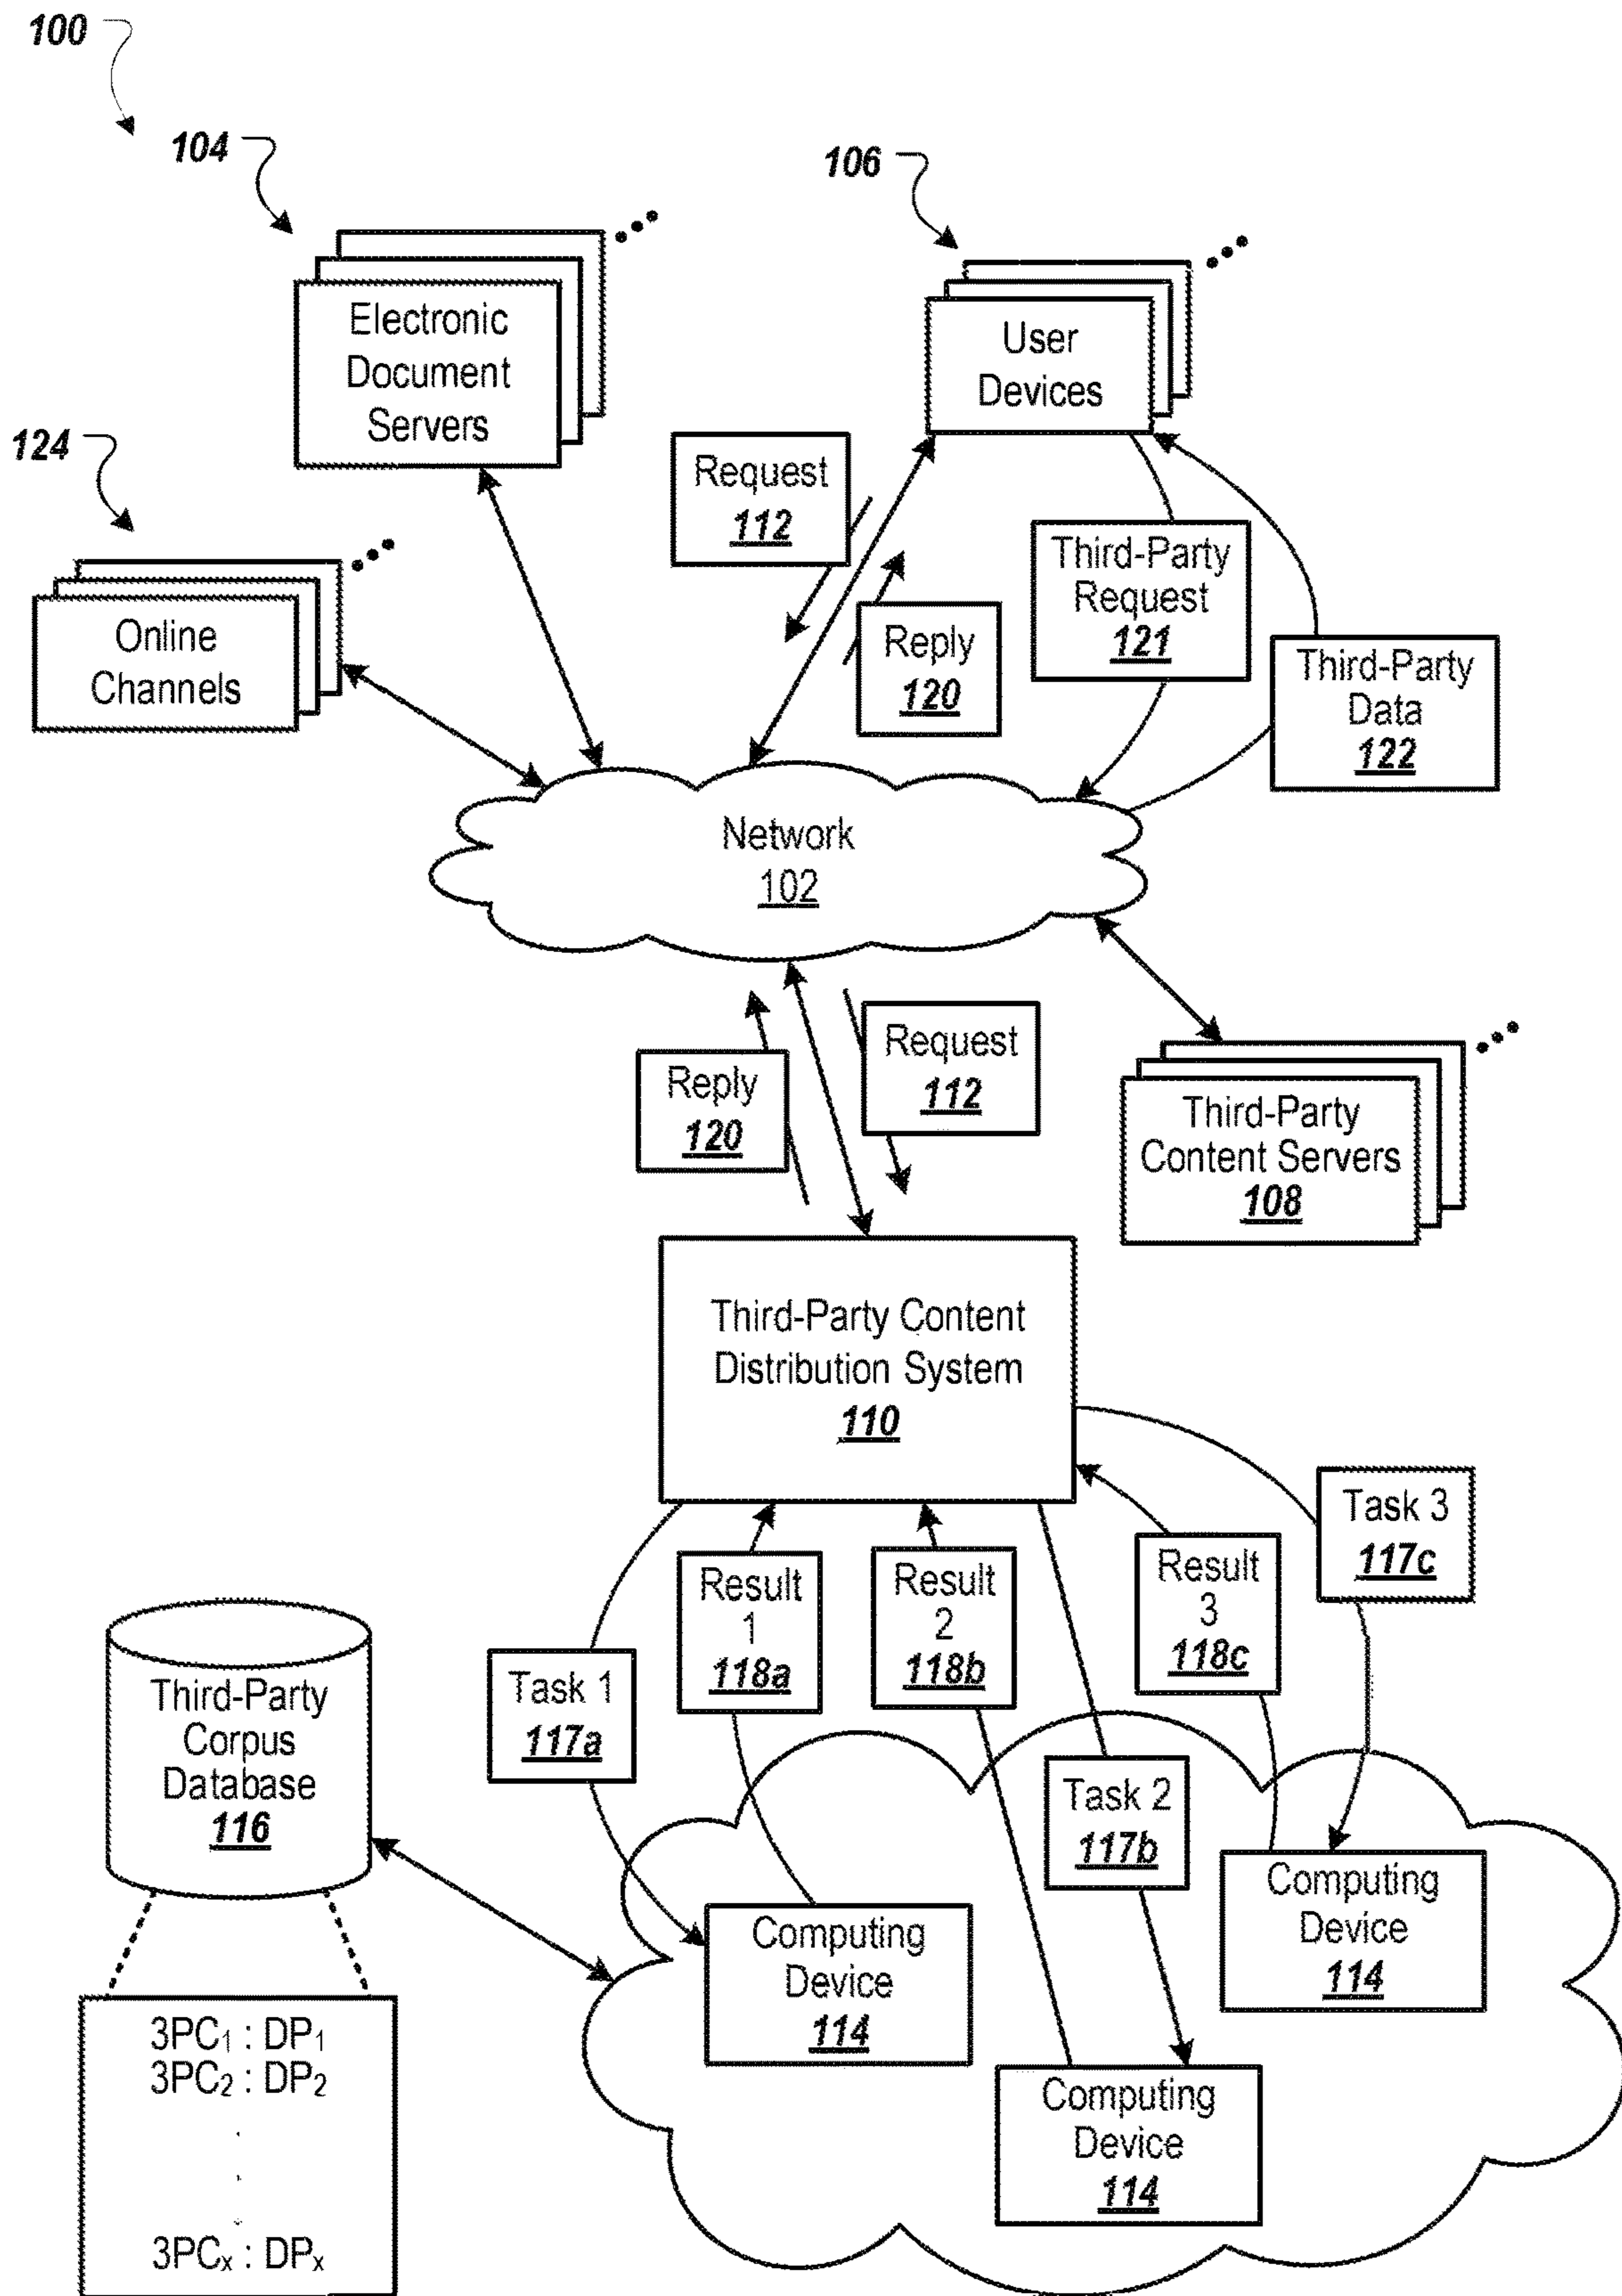 100
104
106
Electronic
Document
Servers
User
Devices
124
Request
112
Third-Party
Request
121
Online
Channels
Reply
120
Third-Party
Data
122
Network
102
Request
112
Reply
120
Third-Party
Content Servers
108
Third-Party Content
Distribution System
110
Task 3
117c
Result
1
118a
Result
2
118b
Result
3
118c
Task 1
117a
Third-Party
Corpus
Database
116
Task 2
117b
Computing
Device
114
Computing
Device
114
Computing
Device
114
3PC₁ : DP₁
3PC₂ : DP₂
.
.
.
3PCₓ : DPₓ